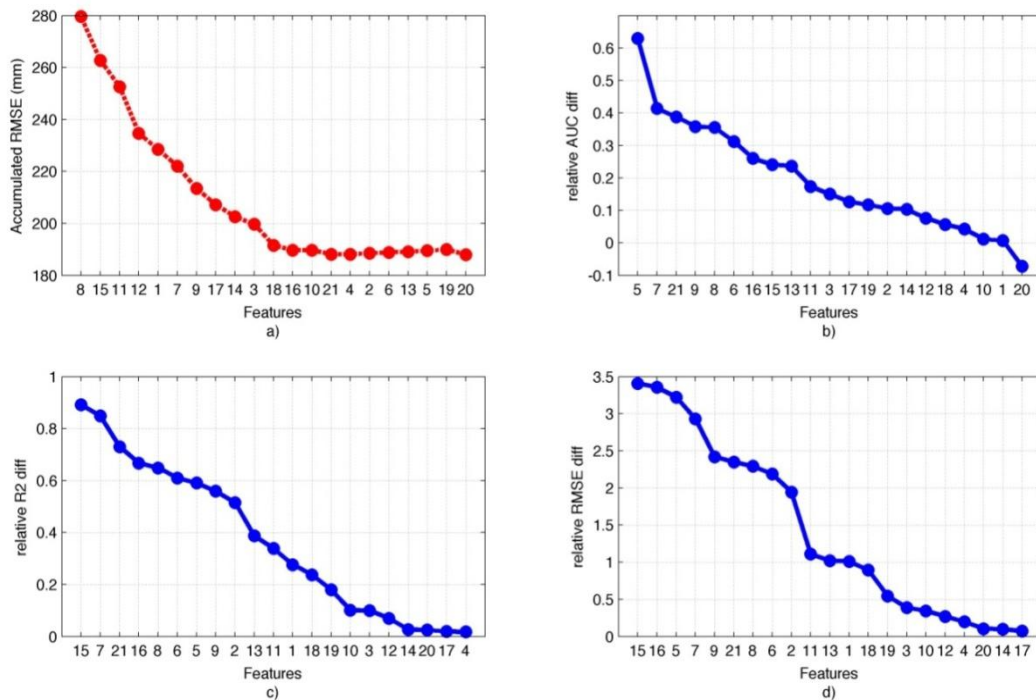 Accumulated RMSE (mm)
280
260
240
220
200
180
8 15 11 12 1 7 9 17 14 3 18 16 10 21 4 2 6 13 5 19 20
Features
a)
relative AUC diff
0.6
0.5
0.4
0.3
0.2
0.1
0
-0.1
5 7 21 9 8 6 16 15 13 11 3 17 19 2 14 12 18 4 10 1 20
Features
b)
relative R2 diff
1
0.8
0.6
0.4
0.2
0
15 7 21 16 8 6 5 9 2 13 11 1 18 19 10 3 12 14 20 17 4
Features
c)
relative RMSE diff
3.5
3
2.5
2
1.5
1
0.5
0
15 16 5 7 9 21 8 6 2 11 13 1 18 19 3 10 12 4 20 14 17
Features
d)